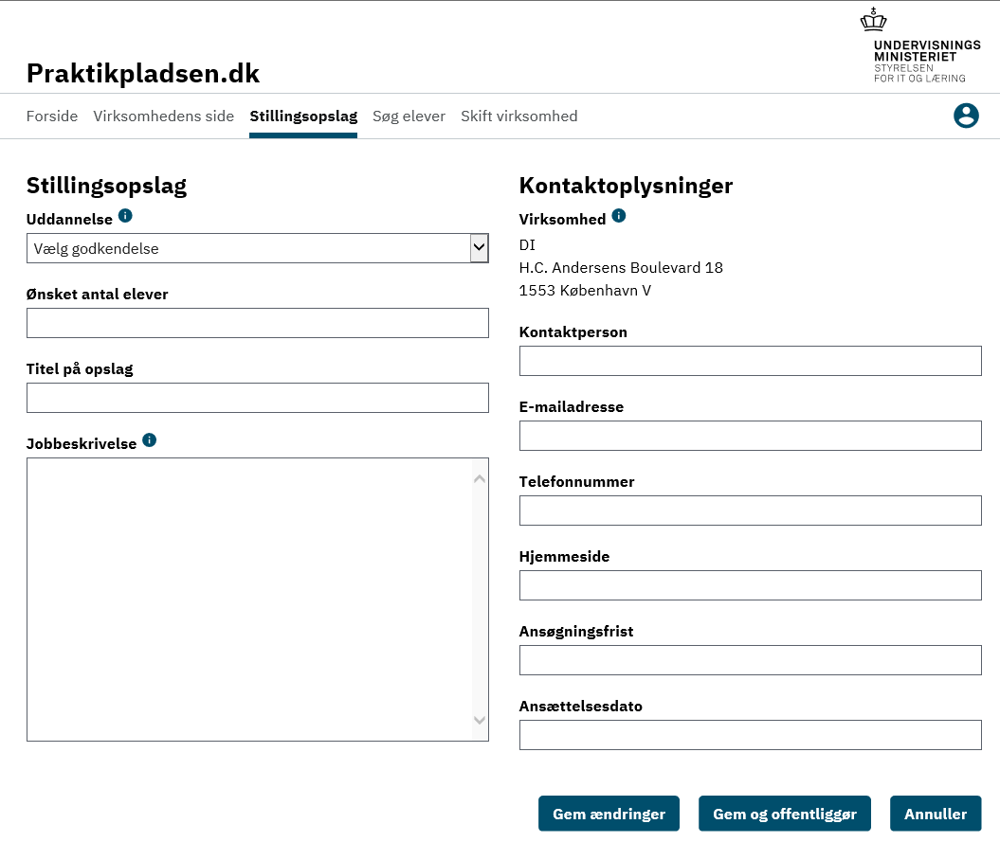 Praktikpladsen.dk
UNDERVISNINGS
MINISTERIET
STYRELSEN
FOR IT OG LÆRING
Forside Virksomhedens side Stillingsopslag Søg elever Skift virksomhed
Stillingsopslag
Uddannelse
Vælg godkendelse
Ønsket antal elever
Titel på opslag
Jobbeskrivelse
Kontaktoplysninger
Virksomhed
DI
H.C. Andersens Boulevard 18
1553 København V
Kontaktperson
E-mailadresse
Telefonnummer
Hjemmeside
Ansøgningsfrist
Ansættelsesdato
Gem ændringer Gem og offentliggør Annuller